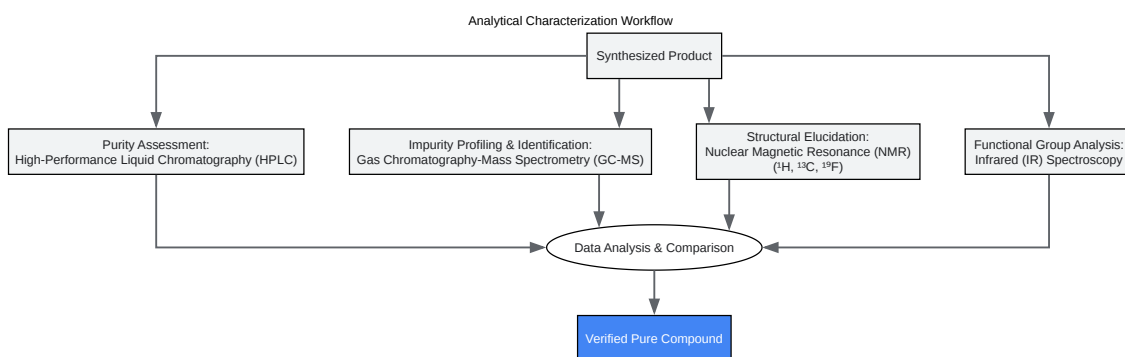 Analytical Characterization Workflow
Synthesized Product
Purity Assessment:
High-Performance Liquid Chromatography (HPLC)
Impurity Profiling & Identification:
Gas Chromatography-Mass Spectrometry (GC-MS)
Structural Elucidation:
Nuclear Magnetic Resonance (NMR)
(¹H, ¹³C, ¹⁹F)
Functional Group Analysis:
Infrared (IR) Spectroscopy
Data Analysis & Comparison
Verified Pure Compound